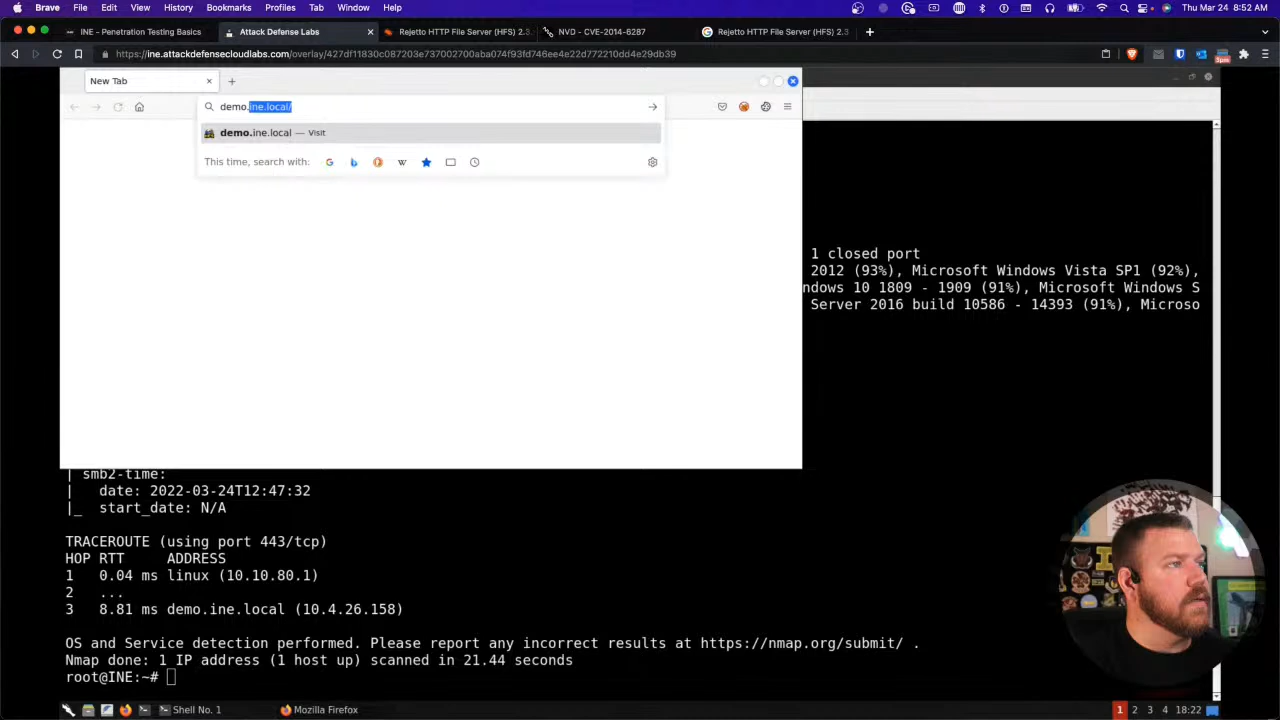 Brave File Edit View History Bookmarks Profiles Tab Window Help Thu Mar 24 8:52 AM
INE - Penetration Testing Basics Attack Defense Labs Rejetto HTTP File Server (HFS) 2.3. NVD - CVE-2014-6287 Rejetto HTTP File Server (HFS) 2.3
https://ine.attackdefensecloudlabs.com/overlay/427df11830c087203e737002700aba074f93fd746ee4e22d772210dd4e29db39
New Tab
demo.ine.local/
demo.ine.local — Visit
This time, search with:
1 closed port
2012 (93%), Microsoft Windows Vista SP1 (92%),
ndows 10 1809 - 1909 (91%), Microsoft Windows S
Server 2016 build 10586 - 14393 (91%), Microso
| smb2-time:
| date: 2022-03-24T12:47:32
|_ start_date: N/A
TRACEROUTE (using port 443/tcp)
HOP RTT ADDRESS
1 0.04 ms linux (10.10.80.1)
2 ...
3 8.81 ms demo.ine.local (10.4.26.158)
OS and Service detection performed. Please report any incorrect results at https://nmap.org/submit/ .
Nmap done: 1 IP address (1 host up) scanned in 21.44 seconds
root@INE:~#
Shell No. 1 Mozilla Firefox 1 2 3 4 18:22